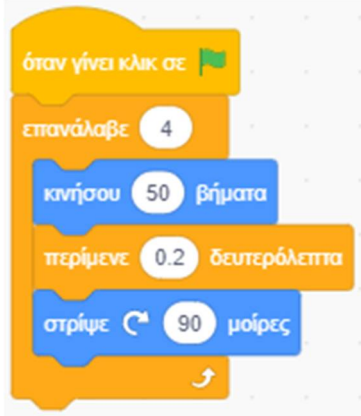 όταν γίνει κλικ σε
επανάλαβε 4
κινήσου 50 βήματα
περίμενε 0.2 δευτερόλεπτα
στρίψε 90 μοίρες